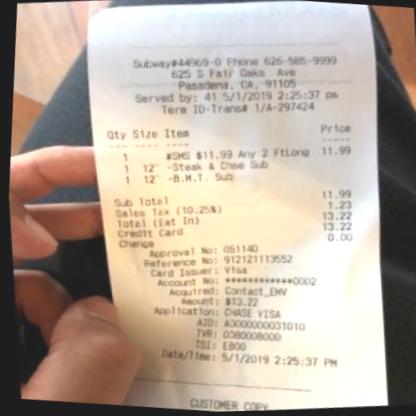 Subway#44969-0 Phone 626-585-9999
625 S Fair Oaks Ave
Pasadena, CA, 91105
Served by: 41 5/1/2019 2:25:37 pm
Term ID-Trans# 1/A-297424
Qty Size Item Price
1 #SMS $11.99 Any 2 FtLong 11.99
1 12" -Steak & Chse Sub
1 12" -B.M.T. Sub
Sub Total 11.99
Sales Tax (10.25%) 1.23
Total (Eat In) 13.22
Credit Card 13.22
Change 0.00
Approval No: 051140
Reference No: 912121113552
Card Issuer: Visa
Account No: ************0002
Acquired: Contact_EMV
Amount: $13.22
Application: CHASE VISA
AID: A0000000031010
TVR: 0080008000
TSI: E800
Date/Time: 5/1/2019 2:25:37 PM
CUSTOMER COPY